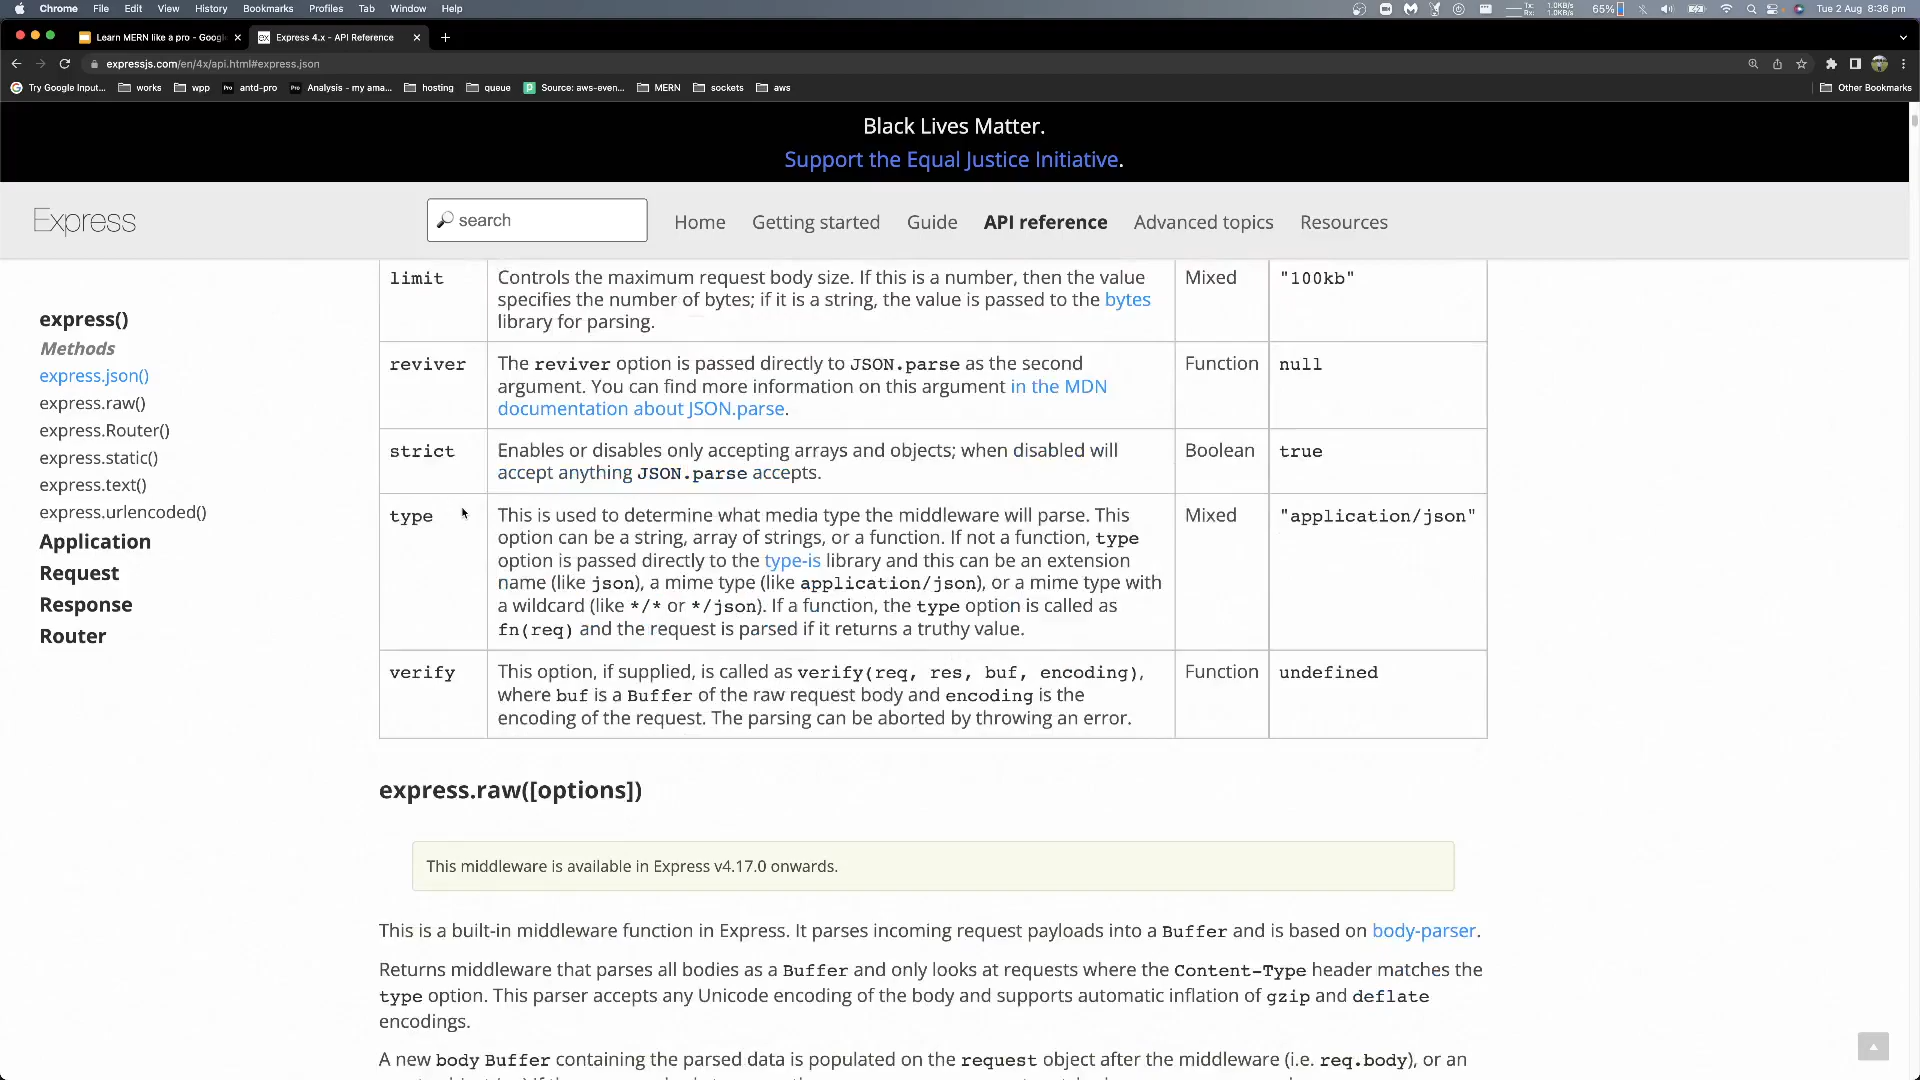 Chrome File Edit View History Bookmarks Profiles Tab Window Help
Tx: 1.0KB/s
Rx: 1.0KB/s
65% Tue 2 Aug 8:36 pm
Learn MERN like a pro - Googl
ex Express 4.x - API Reference
expressjs.com/en/4x/api.html#express.json
Try Google Input... works wpp Pro antd-pro Pro Analysis - my ama... hosting queue Source: aws-even... MERN sockets aws Other Bookmarks
Black Lives Matter.
Support the Equal Justice Initiative.
Express search Home Getting started Guide API reference Advanced topics Resources
express()
Methods
express.json()
express.raw()
express.Router()
express.static()
express.text()
express.urlencoded()
Application
Request
Response
Router
limit Controls the maximum request body size. If this is a number, then the value Mixed "100kb"
specifies the number of bytes; if it is a string, the value is passed to the bytes
library for parsing.
reviver The reviver option is passed directly to JSON.parse as the second Function null
argument. You can find more information on this argument in the MDN
documentation about JSON.parse.
strict Enables or disables only accepting arrays and objects; when disabled will Boolean true
accept anything JSON.parse accepts.
type This is used to determine what media type the middleware will parse. This Mixed "application/json"
option can be a string, array of strings, or a function. If not a function, type
option is passed directly to the type-is library and this can be an extension
name (like json), a mime type (like application/json), or a mime type with
a wildcard (like */* or */json). If a function, the type option is called as
fn(req) and the request is parsed if it returns a truthy value.
verify This option, if supplied, is called as verify(req, res, buf, encoding), Function undefined
where buf is a Buffer of the raw request body and encoding is the
encoding of the request. The parsing can be aborted by throwing an error.
express.raw([options])
This middleware is available in Express v4.17.0 onwards.
This is a built-in middleware function in Express. It parses incoming request payloads into a Buffer and is based on body-parser.
Returns middleware that parses all bodies as a Buffer and only looks at requests where the Content-Type header matches the
type option. This parser accepts any Unicode encoding of the body and supports automatic inflation of gzip and deflate
encodings.
A new body Buffer containing the parsed data is populated on the request object after the middleware (i.e. req.body), or an